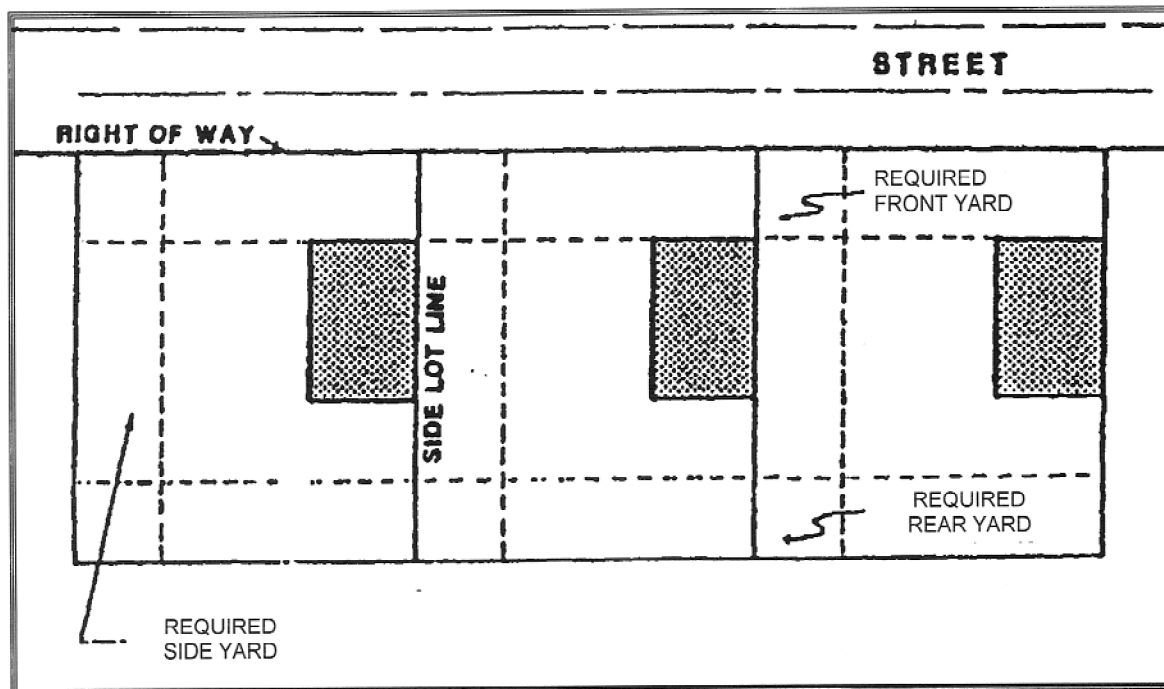 STREET
RIGHT OF WAY
REQUIRED
FRONT YARD
SIDE LOT LINE
REQUIRED
REAR YARD
REQUIRED
SIDE YARD